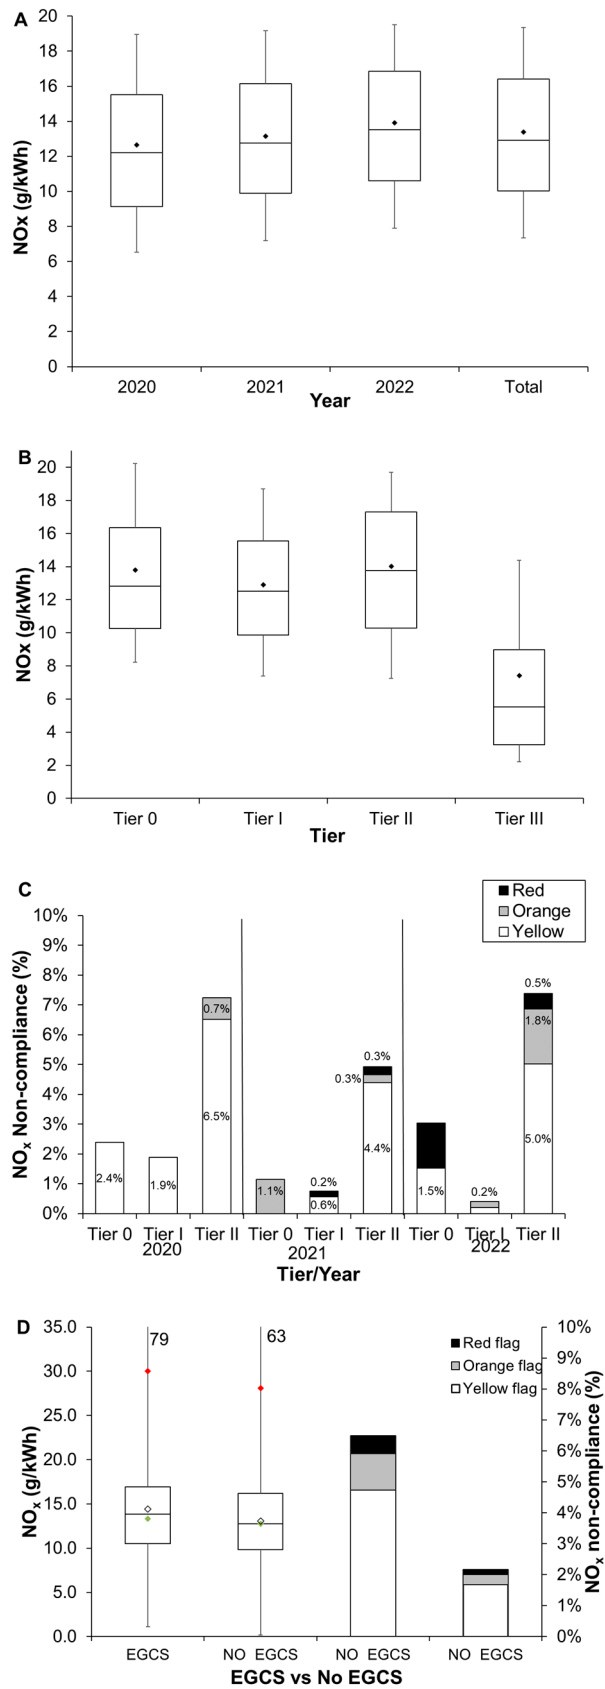 A
NOx (g/kWh)
20
18
16
14
12
10
8
6
4
2
0
2020 2021 2022 Total
Year
B
NOx (g/kWh)
20
18
16
14
12
10
8
6
4
2
0
Tier 0 Tier I Tier II Tier III
Tier
C
Red
Orange
Yellow
NOx Non-compliance (%)
10%
9%
8%
7%
6%
5%
4%
3%
2%
1%
0%
2.4%
1.9%
0.7%
6.5%
1.1%
0.2%
0.6%
0.3%
0.3%
4.4%
1.5%
0.2%
0.5%
1.8%
5.0%
Tier 0 Tier I Tier II Tier 0 Tier I Tier II Tier 0 Tier I Tier II
2020 2021 2022
Tier/Year
D
NOx (g/kWh)
35.0
30.0
25.0
20.0
15.0
10.0
5.0
0.0
79
63
Red flag
Orange flag
Yellow flag
10%
9%
8%
7%
6%
5%
4%
3%
2%
1%
0%
NOx non-compliance (%)
EGCS NO EGCS NO EGCS NO EGCS
EGCS vs No EGCS